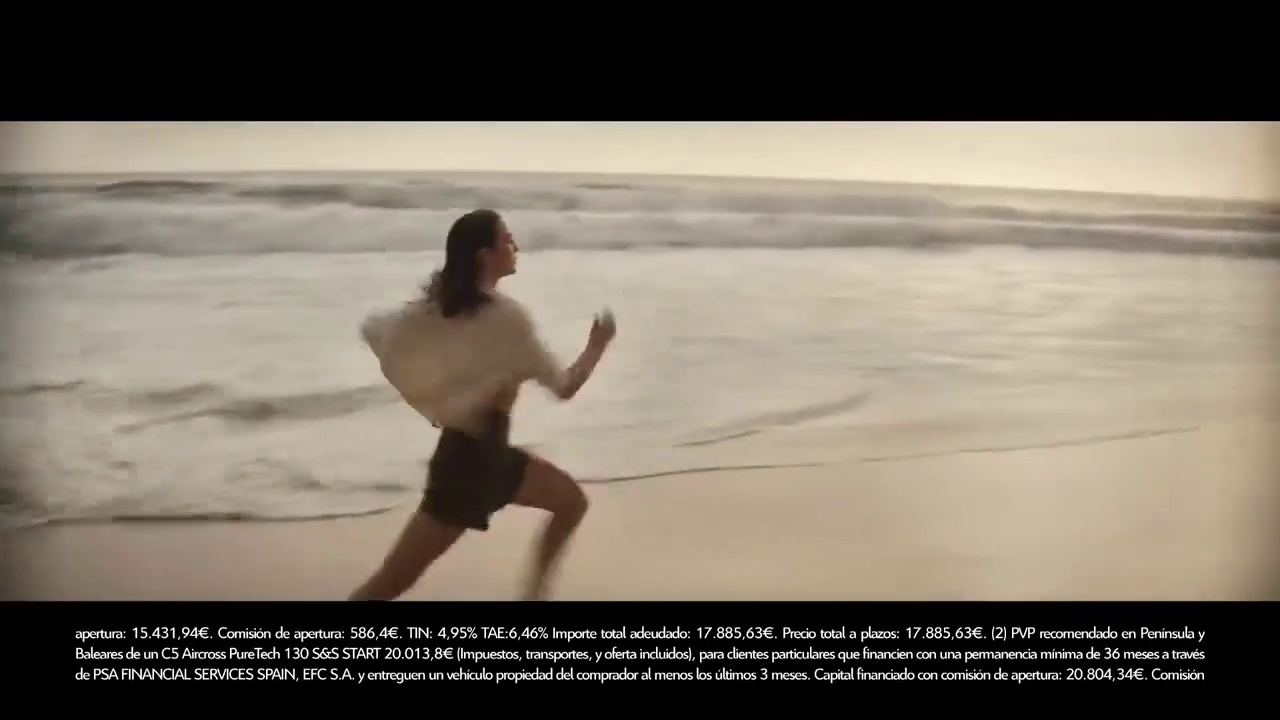 apertura: 15.431,94€. Comisión de apertura: 586,4€. TIN: 4,95% TAE:6,46% Importe total adeudado: 17.885,63€. Precio total a plazos: 17.885,63€. (2) PVP recomendado en Península y
Baleares de un C5 Aircross PureTech 130 S&S START 20.013,8€ (Impuestos, transportes, y oferta incluidos), para clientes particulares que financien con una permanencia mínima de 36 meses a través
de PSA FINANCIAL SERVICES SPAIN, EFC S.A. y entreguen un vehículo propiedad del comprador al menos los últimos 3 meses. Capital financiado con comisión de apertura: 20.804,34€. Comisión